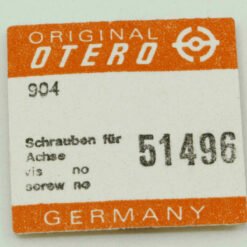 ORIGINAL
OTERO
904
Schrauben für
Achse
51496
vis no
screw no
GERMANY